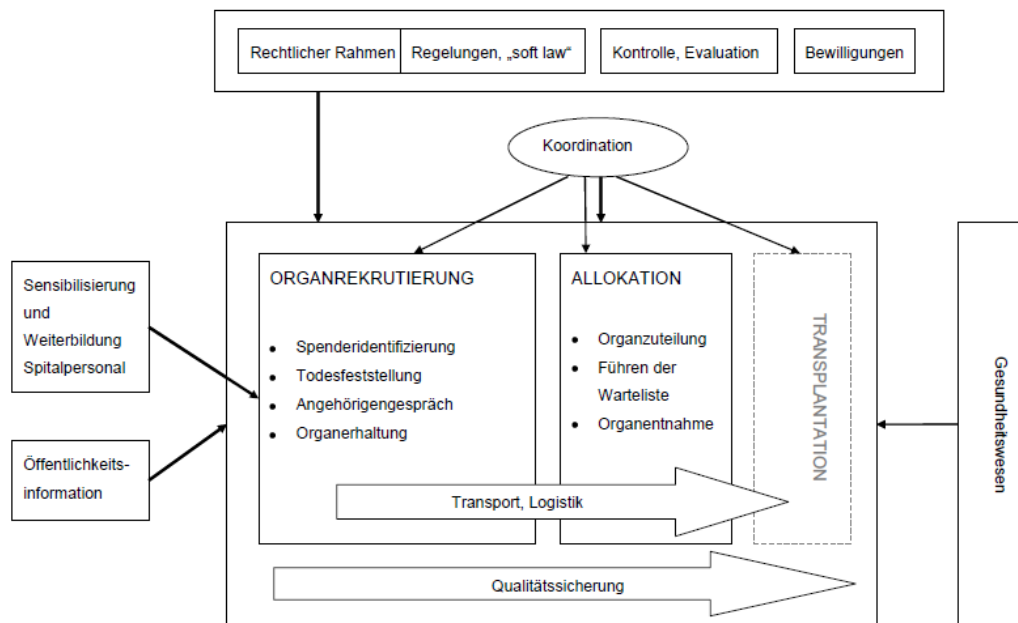 Rechtlicher Rahmen
Regelungen, „soft law“
Kontrolle, Evaluation
Bewilligungen
Koordination
Sensibilisierung
und
Weiterbildung
Spitalpersonal
Öffentlichkeits-
information
ORGANREKRUTIERUNG
• Spenderidentifizierung
• Todesfeststellung
• Angehörigengespräch
• Organerhaltung
ALLOKATION
• Organzuteilung
• Führen der
Warteliste
• Organentnahme
TRANSPLANTATION
Gesundheitswesen
Transport, Logistik
Qualitätssicherung